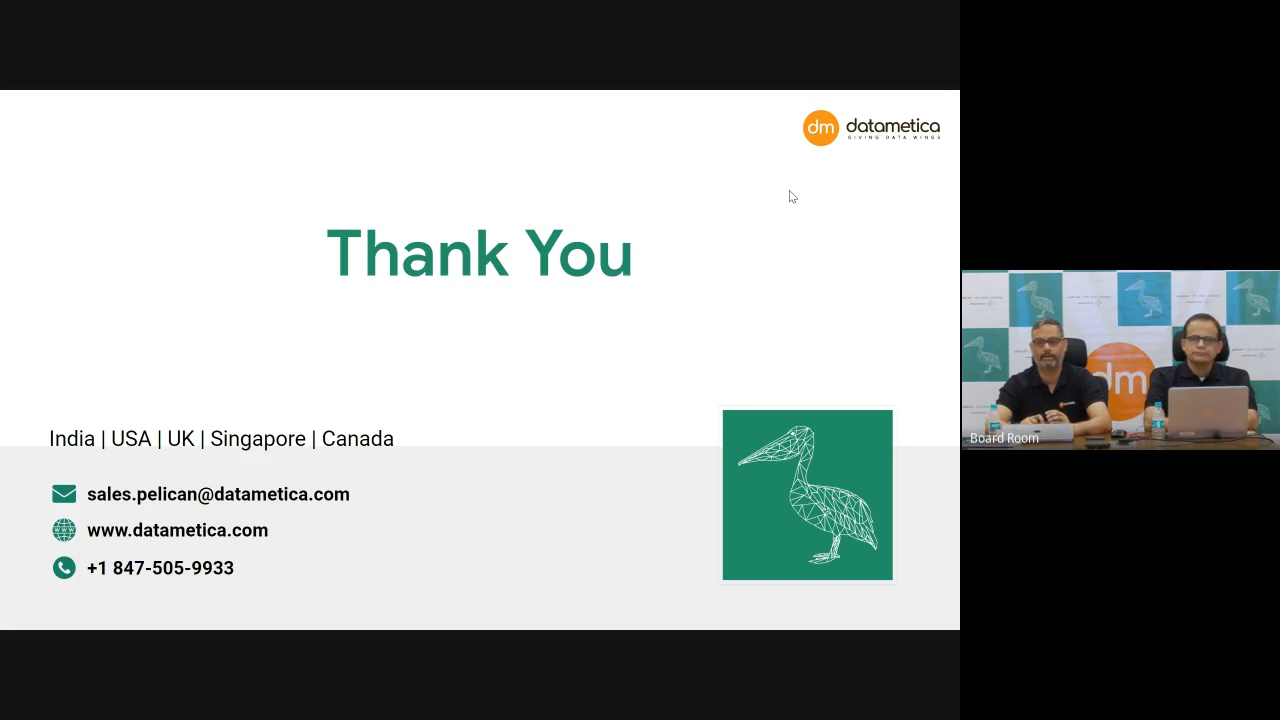 dm datametica
GIVING DATA WINGS
Thank You
India | USA | UK | Singapore | Canada
sales.pelican@datametica.com
www.datametica.com
+1 847-505-9933
dm
Board Room